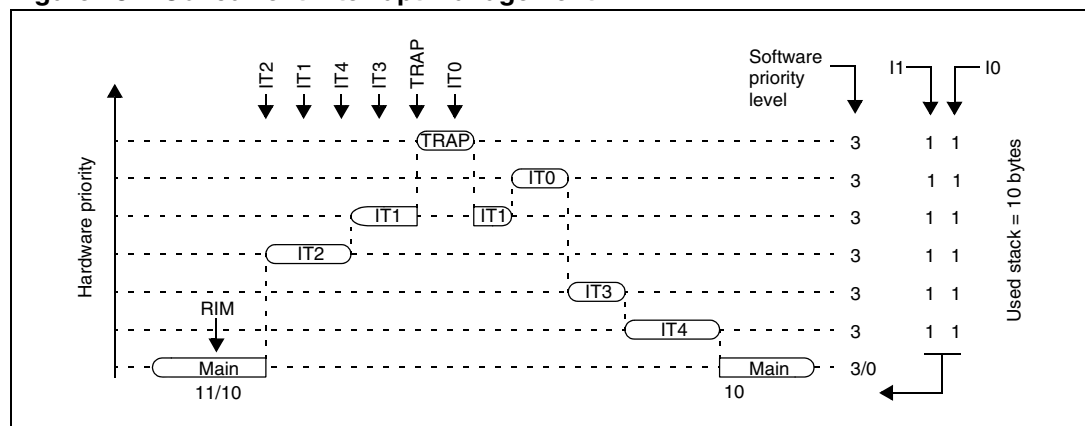 IT2
IT1
IT4
IT3
TRAP
IT0
Software
priority
level
I1
I0
Hardware priority
TRAP
3
1 1
IT0
3
1 1
IT1
IT1
3
1 1
IT2
3
1 1
RIM
IT3
3
1 1
IT4
3
1 1
Main
Main
3/0
11/10
10
Used stack = 10 bytes